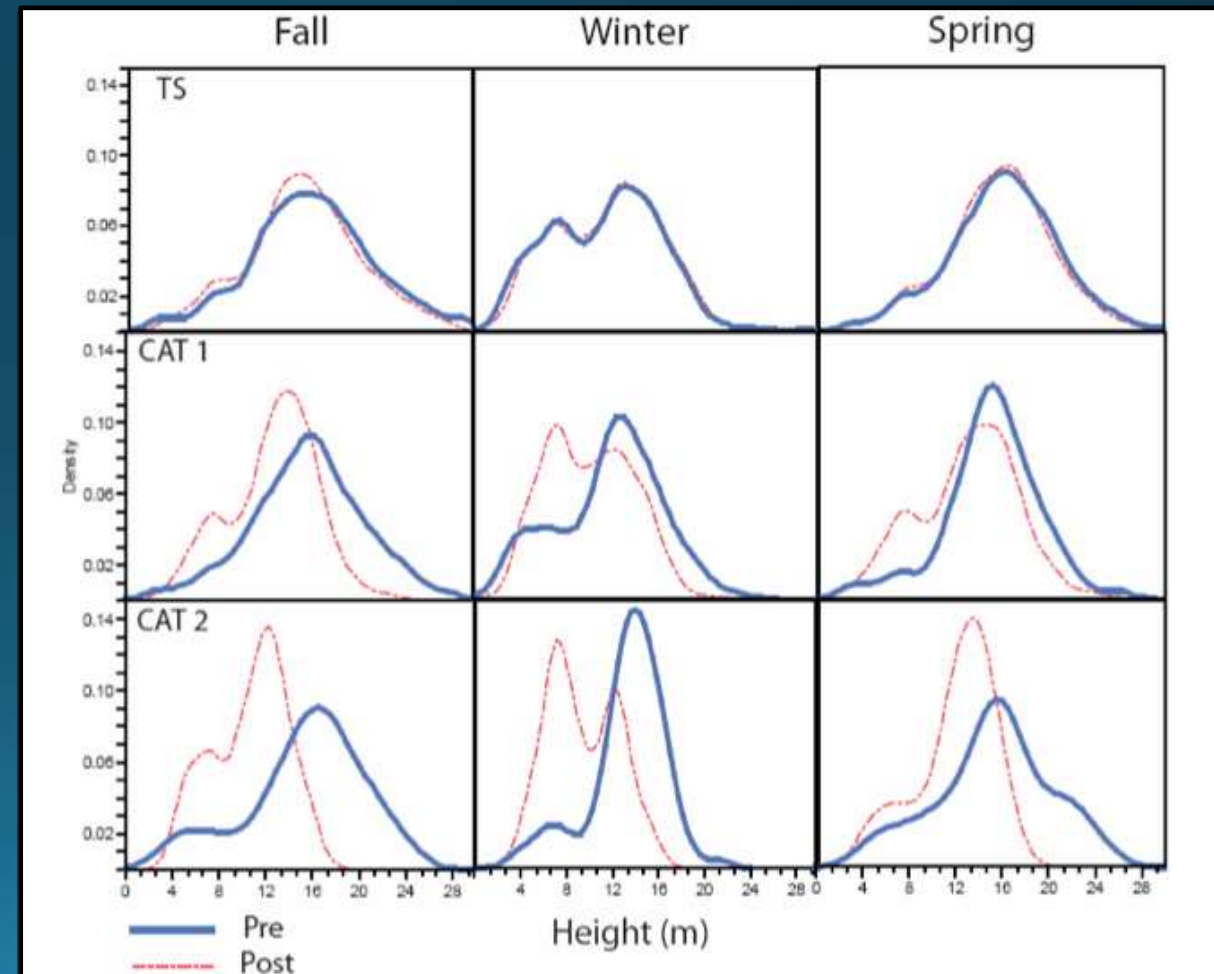 Fall Winter Spring
TS
0.14
0.10
0.06
0.02
CAT 1
0.14
0.10
0.06
0.02
Density
CAT 2
0.14
0.10
0.06
0.02
0 4 8 12 16 20 24 28 4 8 12 16 20 24 28 0 4 8 12 16 20 24 28
Pre
Height (m)
Post